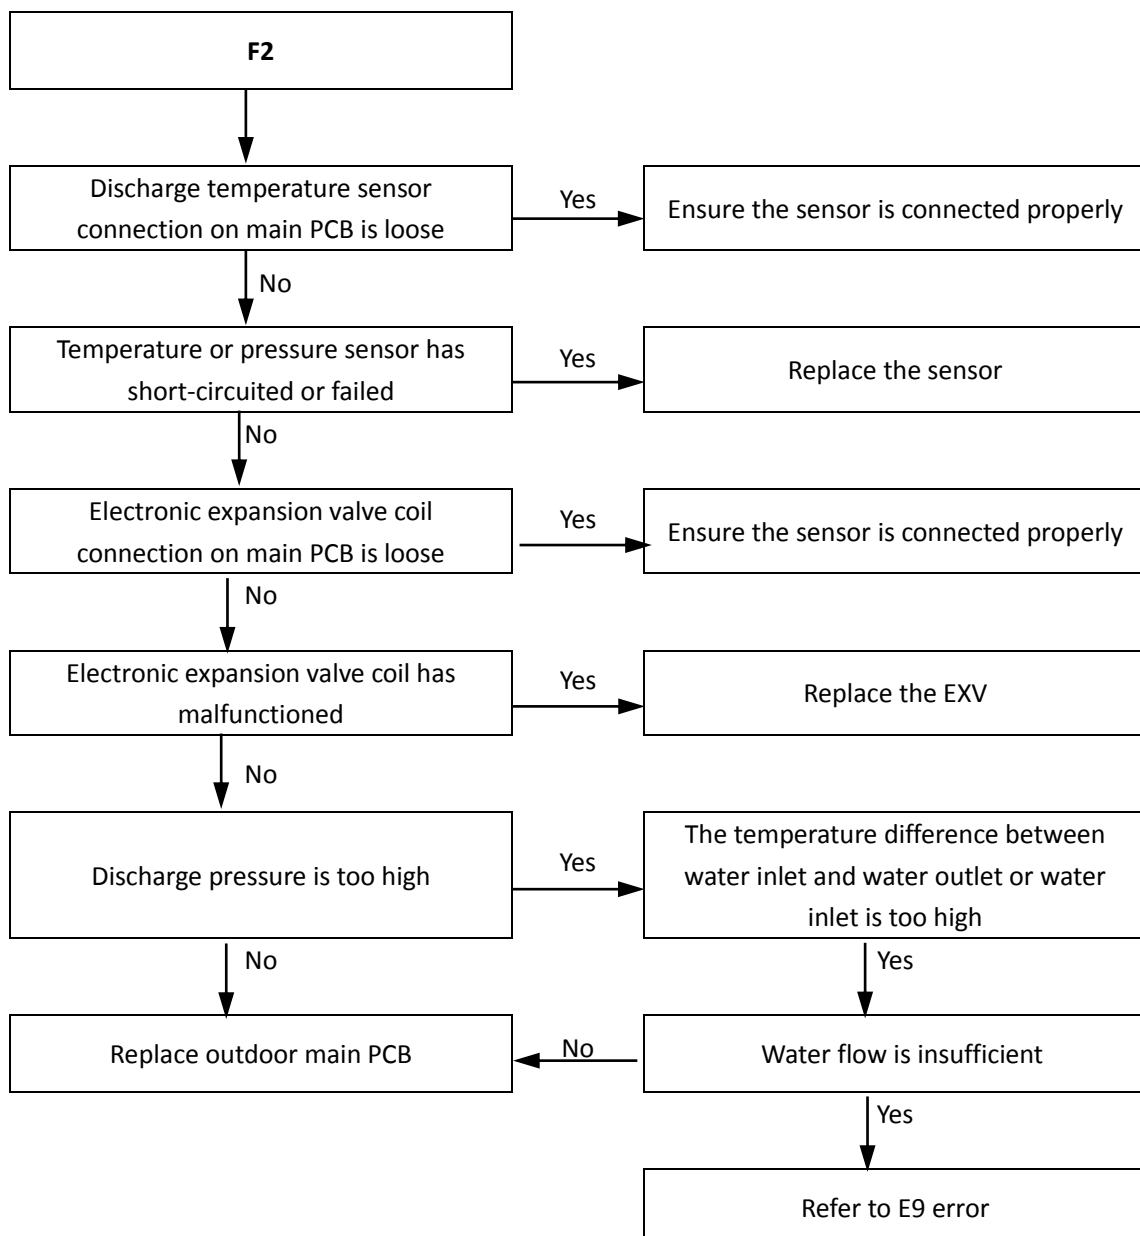 F2
Discharge temperature sensor
connection on main PCB is loose
Yes
Ensure the sensor is connected properly
No
Temperature or pressure sensor has
short-circuited or failed
Yes
Replace the sensor
No
Electronic expansion valve coil
connection on main PCB is loose
Yes
Ensure the sensor is connected properly
No
Electronic expansion valve coil has
malfunctioned
Yes
Replace the EXV
No
Discharge pressure is too high
Yes
The temperature difference between
water inlet and water outlet or water
inlet is too high
No
Yes
Replace outdoor main PCB
No
Water flow is insufficient
Yes
Refer to E9 error